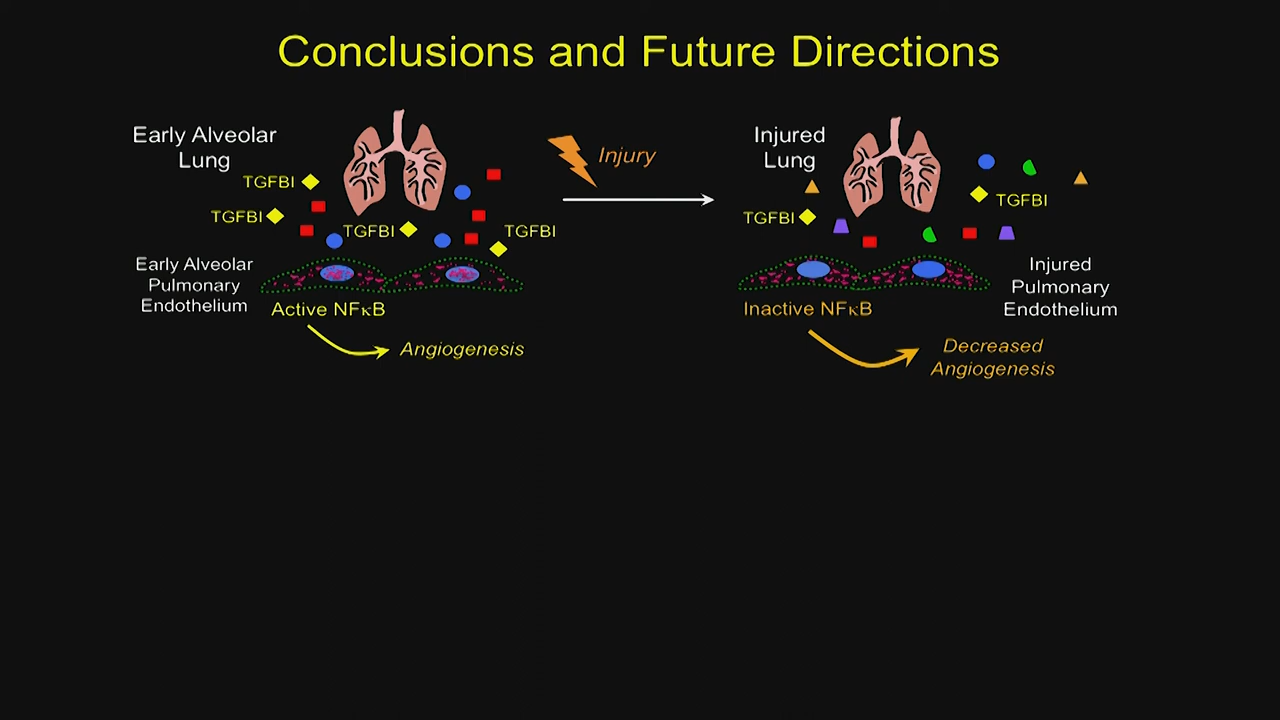 Conclusions and Future Directions
Early Alveolar
Lung
TGFBI
TGFBI
TGFBI
TGFBI
Early Alveolar
Pulmonary
Endothelium
Active NFκB
Angiogenesis
Injury
Injured
Lung
TGFBI
TGFBI
Injured
Pulmonary
Endothelium
Inactive NFκB
Decreased
Angiogenesis